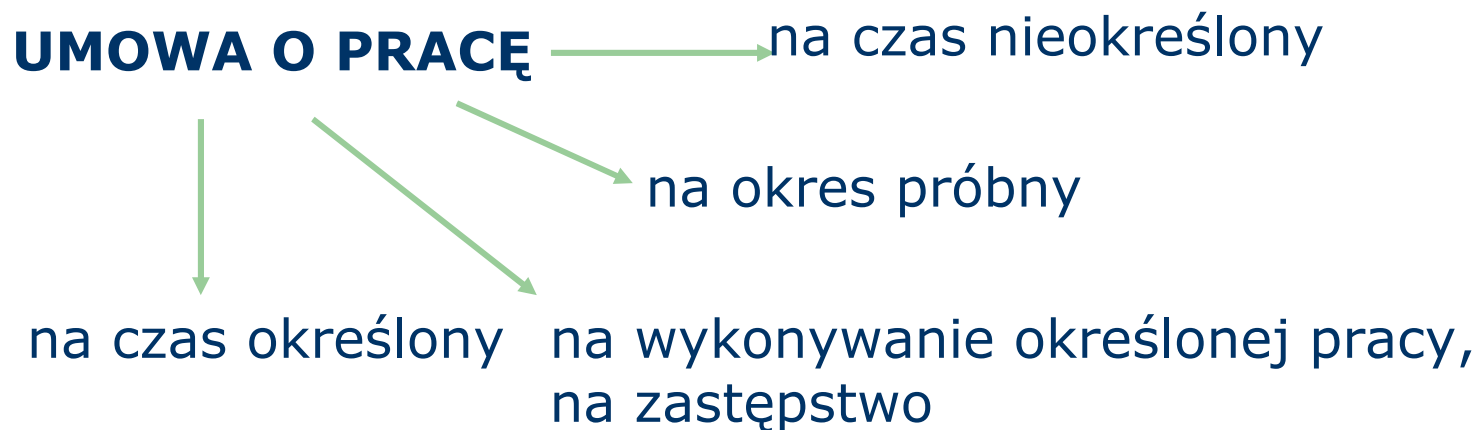 UMOWA O PRACĘ
na czas nieokreślony
na okres próbny
na czas określony
na wykonywanie określonej pracy,
na zastępstwo